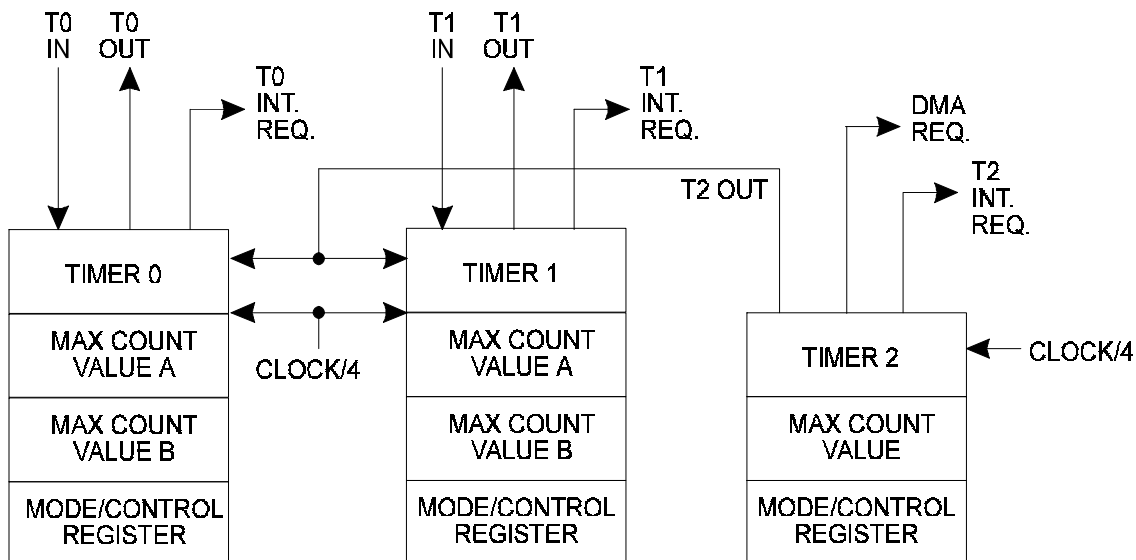 T0
IN
T0
OUT
T0
INT.
REQ.
T1
IN
T1
OUT
T1
INT.
REQ.
DMA
REQ.
T2
INT.
REQ.
T2 OUT
TIMER 0
MAX COUNT
VALUE A
MAX COUNT
VALUE B
MODE/CONTROL
REGISTER
CLOCK/4
TIMER 1
MAX COUNT
VALUE A
MAX COUNT
VALUE B
MODE/CONTROL
REGISTER
TIMER 2
MAX COUNT
VALUE
MODE/CONTROL
REGISTER
CLOCK/4